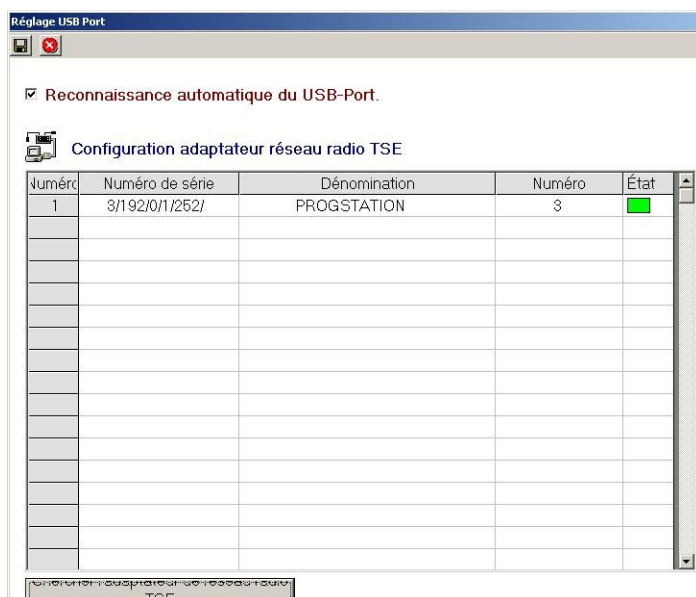 Réglage USB Port
Reconnaissance automatique du USB-Port.
Configuration adaptateur réseau radio TSE
Numéro de série Dénomination Numéro État
1 3/192/0/1/252/ PROGSTATION 3
TSE